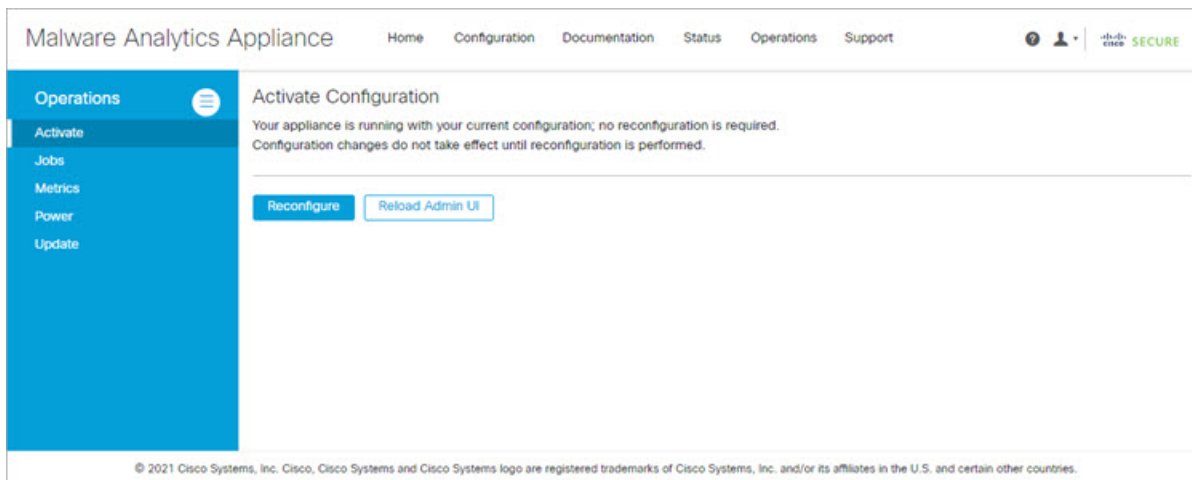 Malware Analytics Appliance Home Configuration Documentation Status Operations Support cisco SECURE
Operations
Activate
Jobs
Metrics
Power
Update
Activate Configuration
Your appliance is running with your current configuration; no reconfiguration is required.
Configuration changes do not take effect until reconfiguration is performed.
Reconfigure Reload Admin UI
© 2021 Cisco Systems, Inc. Cisco, Cisco Systems and Cisco Systems logo are registered trademarks of Cisco Systems, Inc. and/or its affiliates in the U.S. and certain other countries.